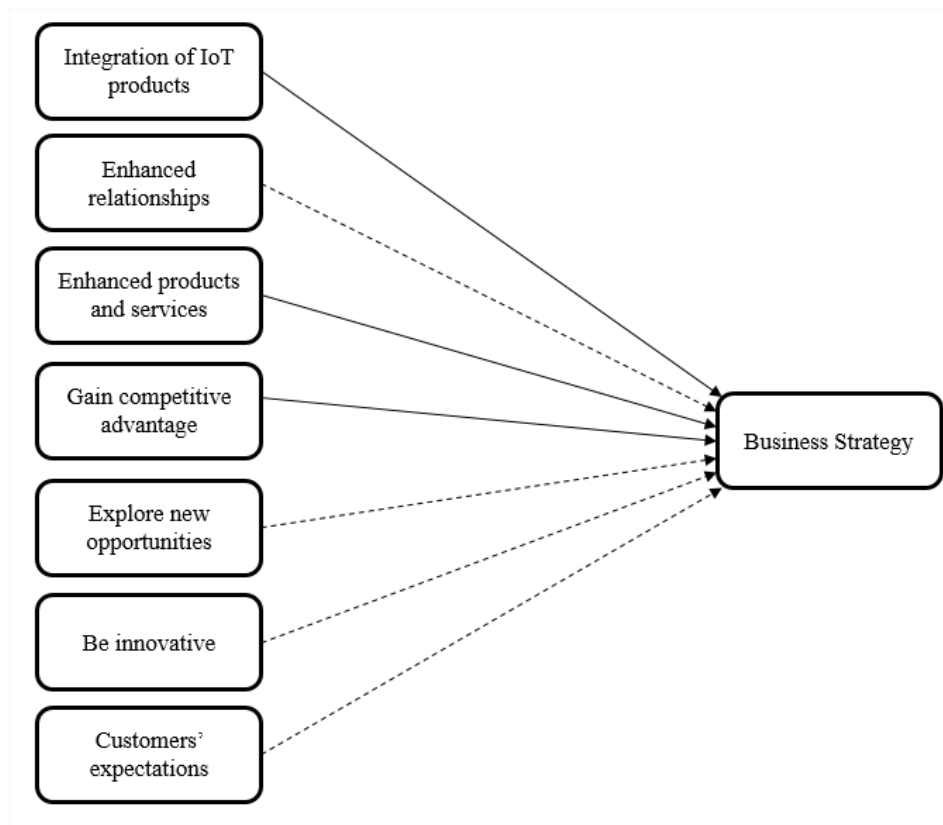 Integration of IoT
products
Enhanced
relationships
Enhanced products
and services
Gain competitive
advantage
Business Strategy
Explore new
opportunities
Be innovative
Customers’
expectations